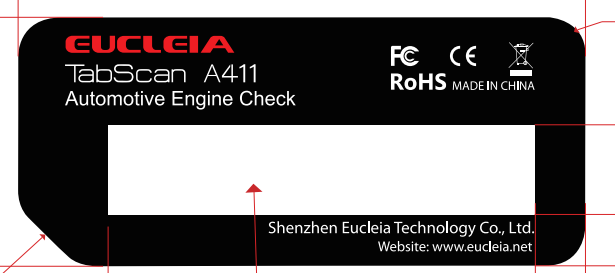 EUCLEIA
TabScan A411
Automotive Engine Check
FC CE
RoHS MADE IN CHINA
Shenzhen Eucleia Technology Co., Ltd.
Website: www.eucleia.net